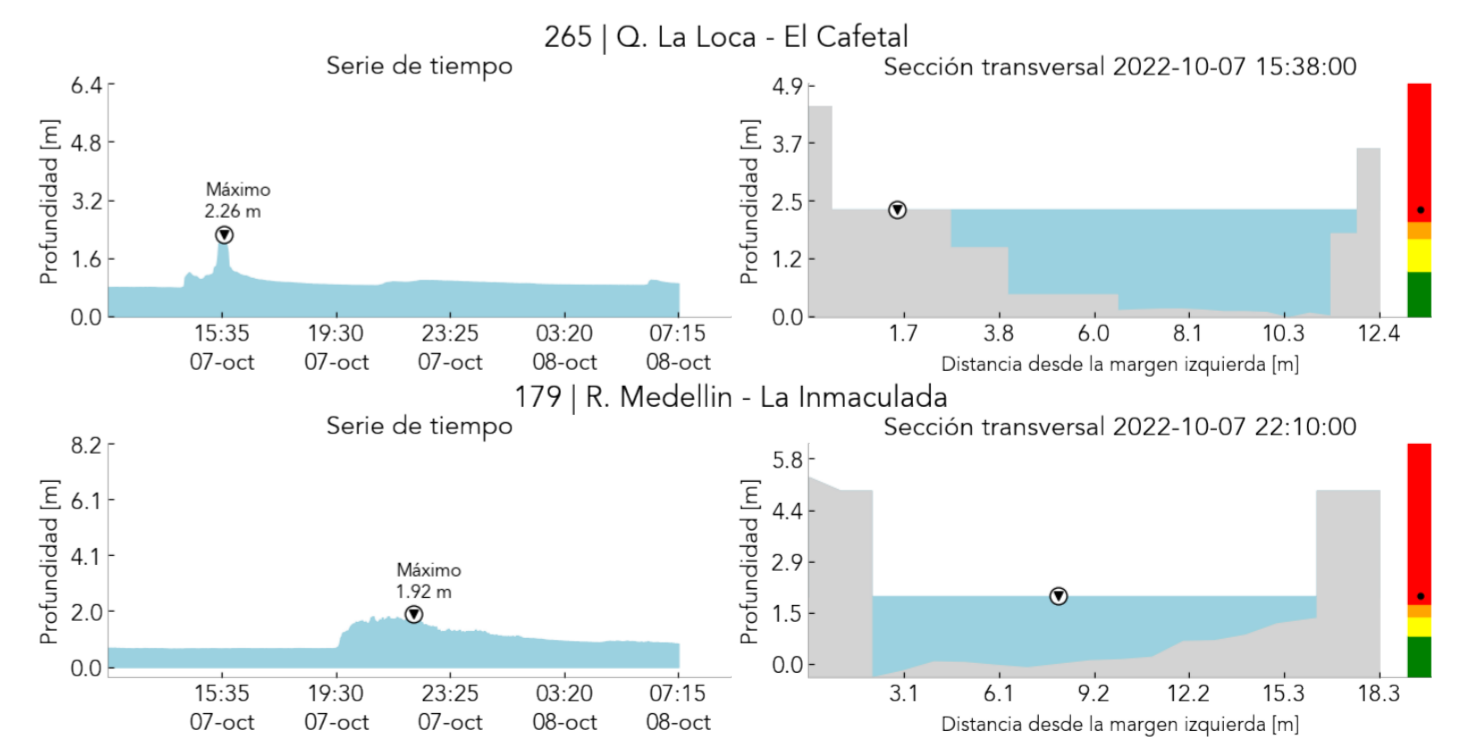 265 | Q. La Loca - El Cafetal
Serie de tiempo
Profundidad [m]
6.4
4.8
3.2
1.6
0.0
Máximo
2.26 m
15:35 19:30 23:25 03:20 07:15
07-oct 07-oct 07-oct 08-oct 08-oct
Sección transversal 2022-10-07 15:38:00
Profundidad [m]
4.9
3.7
2.5
1.2
0.0
1.7 3.8 6.0 8.1 10.3 12.4
Distancia desde la margen izquierda [m]
179 | R. Medellin - La Inmaculada
Serie de tiempo
Profundidad [m]
8.2
6.1
4.1
2.0
0.0
Máximo
1.92 m
15:35 19:30 23:25 03:20 07:15
07-oct 07-oct 07-oct 08-oct 08-oct
Sección transversal 2022-10-07 22:10:00
Profundidad [m]
5.8
4.4
2.9
1.5
0.0
3.1 6.1 9.2 12.2 15.3 18.3
Distancia desde la margen izquierda [m]